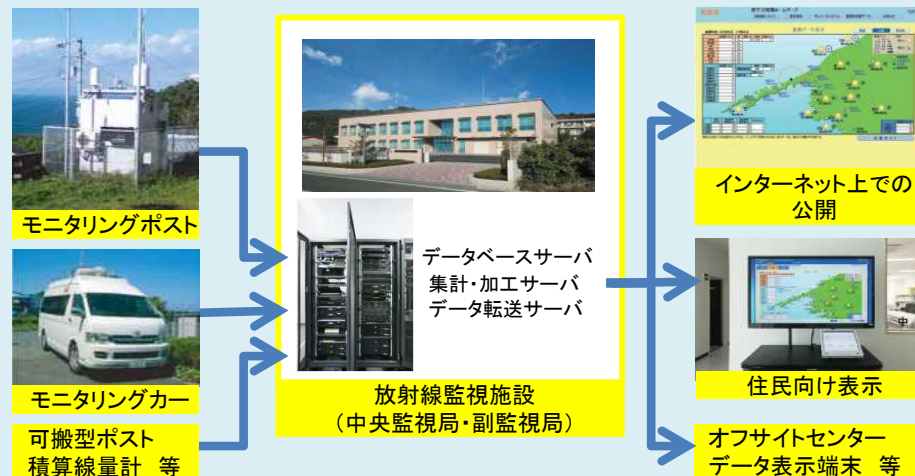 モニタリングポスト
モニタリングカー
可搬型ポスト
積算線量計 等
データベースサーバ
集計・加工サーバ
データ転送サーバ
放射線監視施設
(中央監視局・副監視局)
インターネット上での
公開
住民向け表示
オフサイトセンター
データ表示端末 等